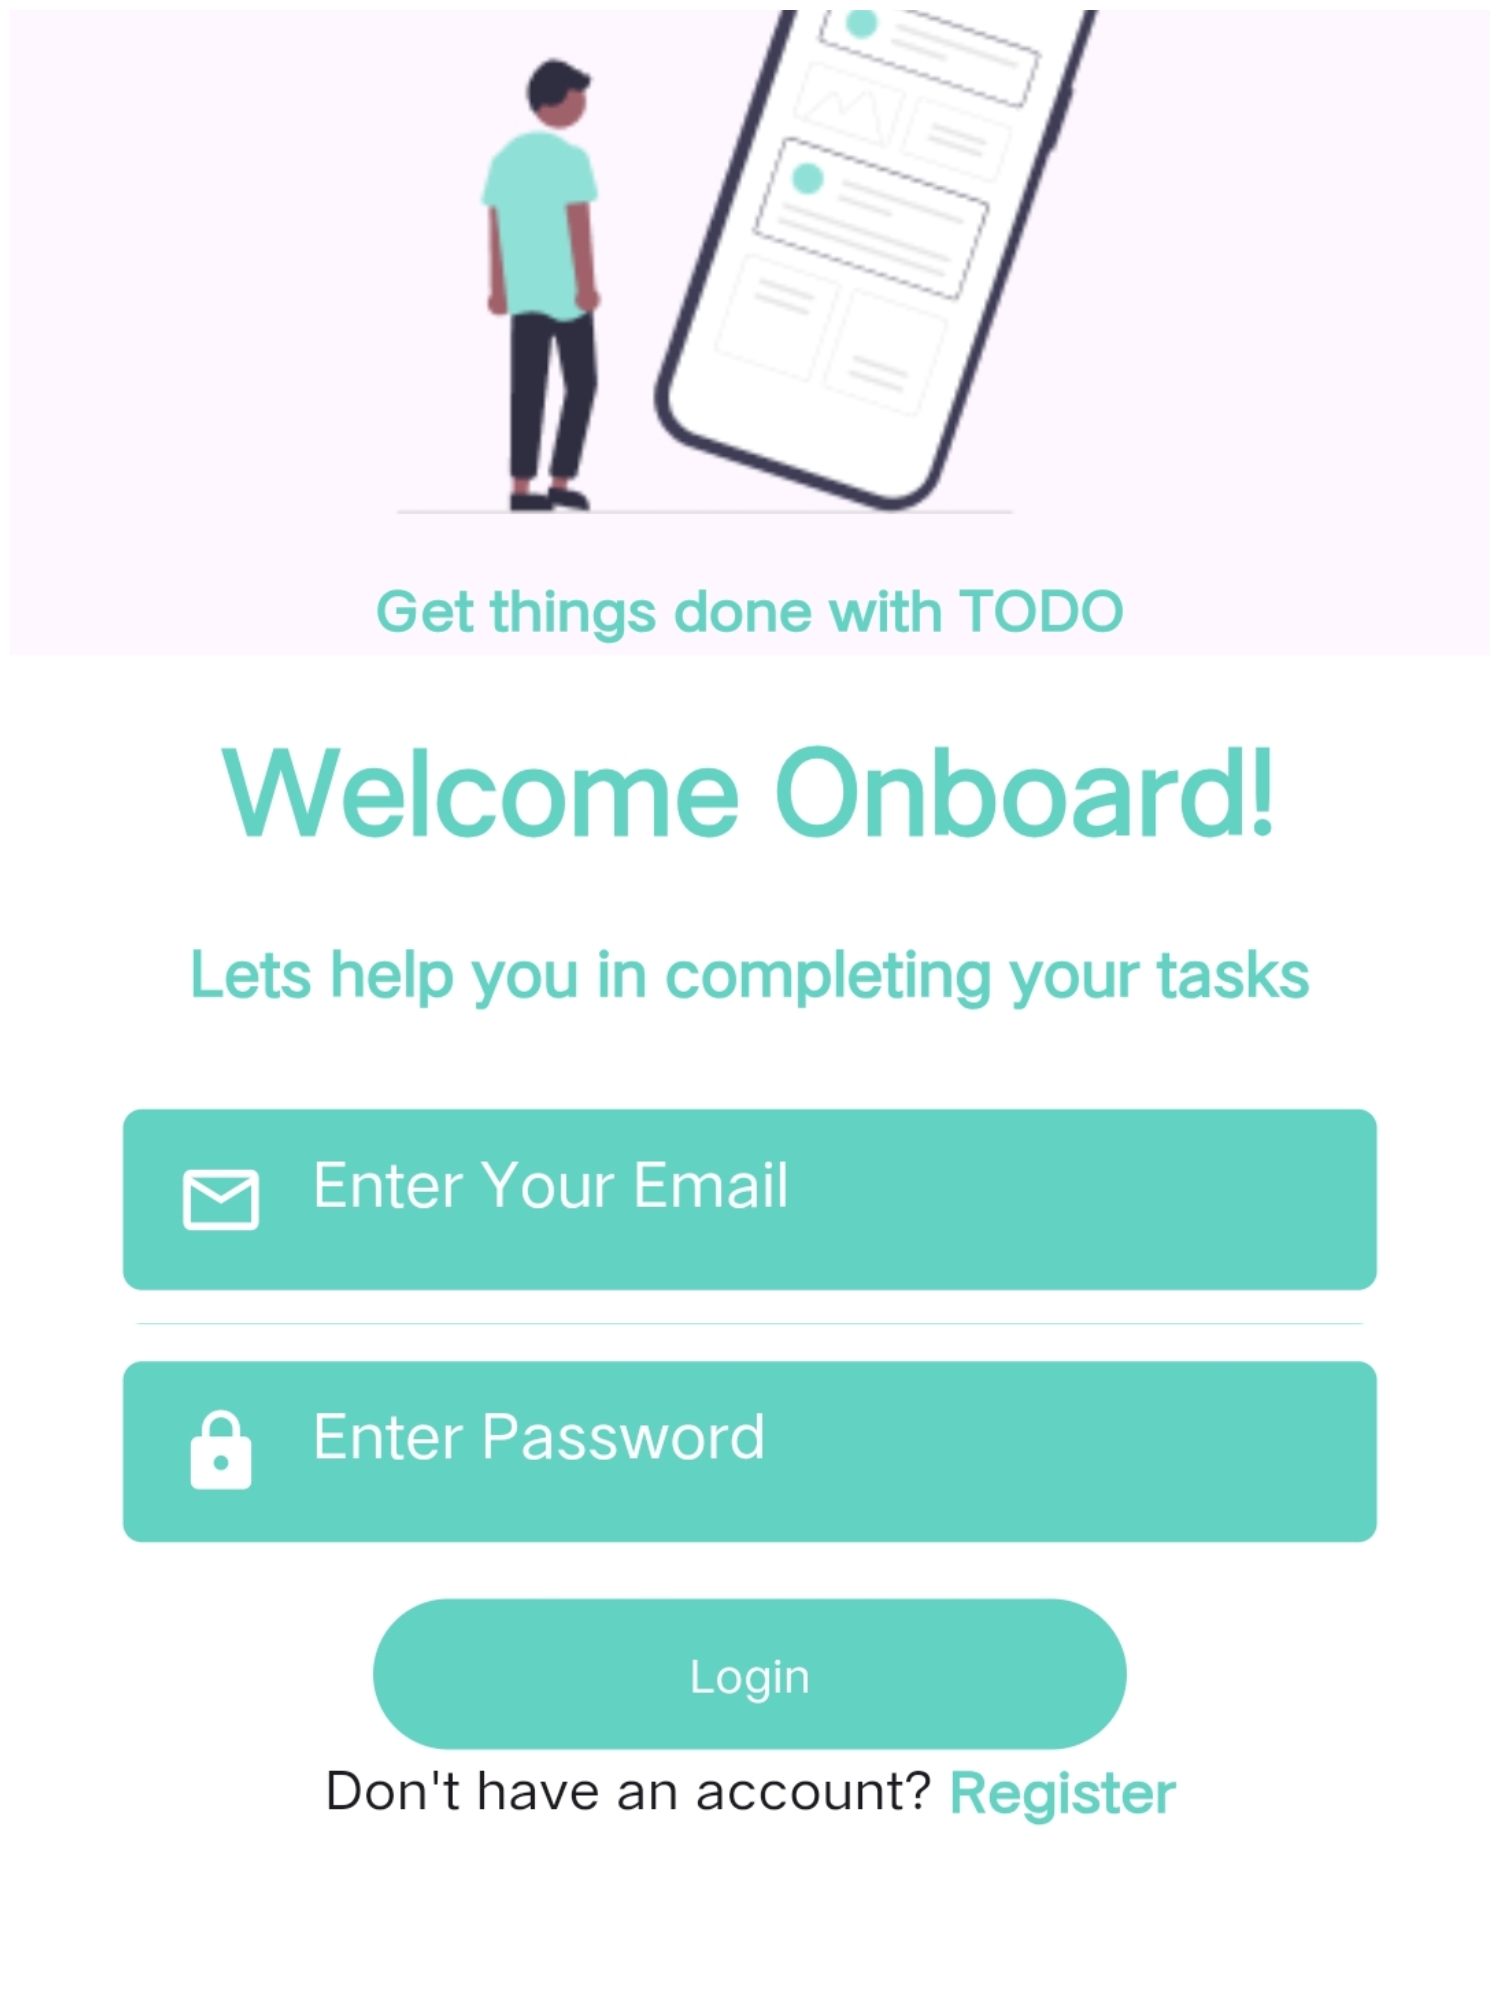 Get things done with TODO
Welcome Onboard!
Lets help you in completing your tasks
Enter Your Email
Enter Password
Login
Don't have an account? Register